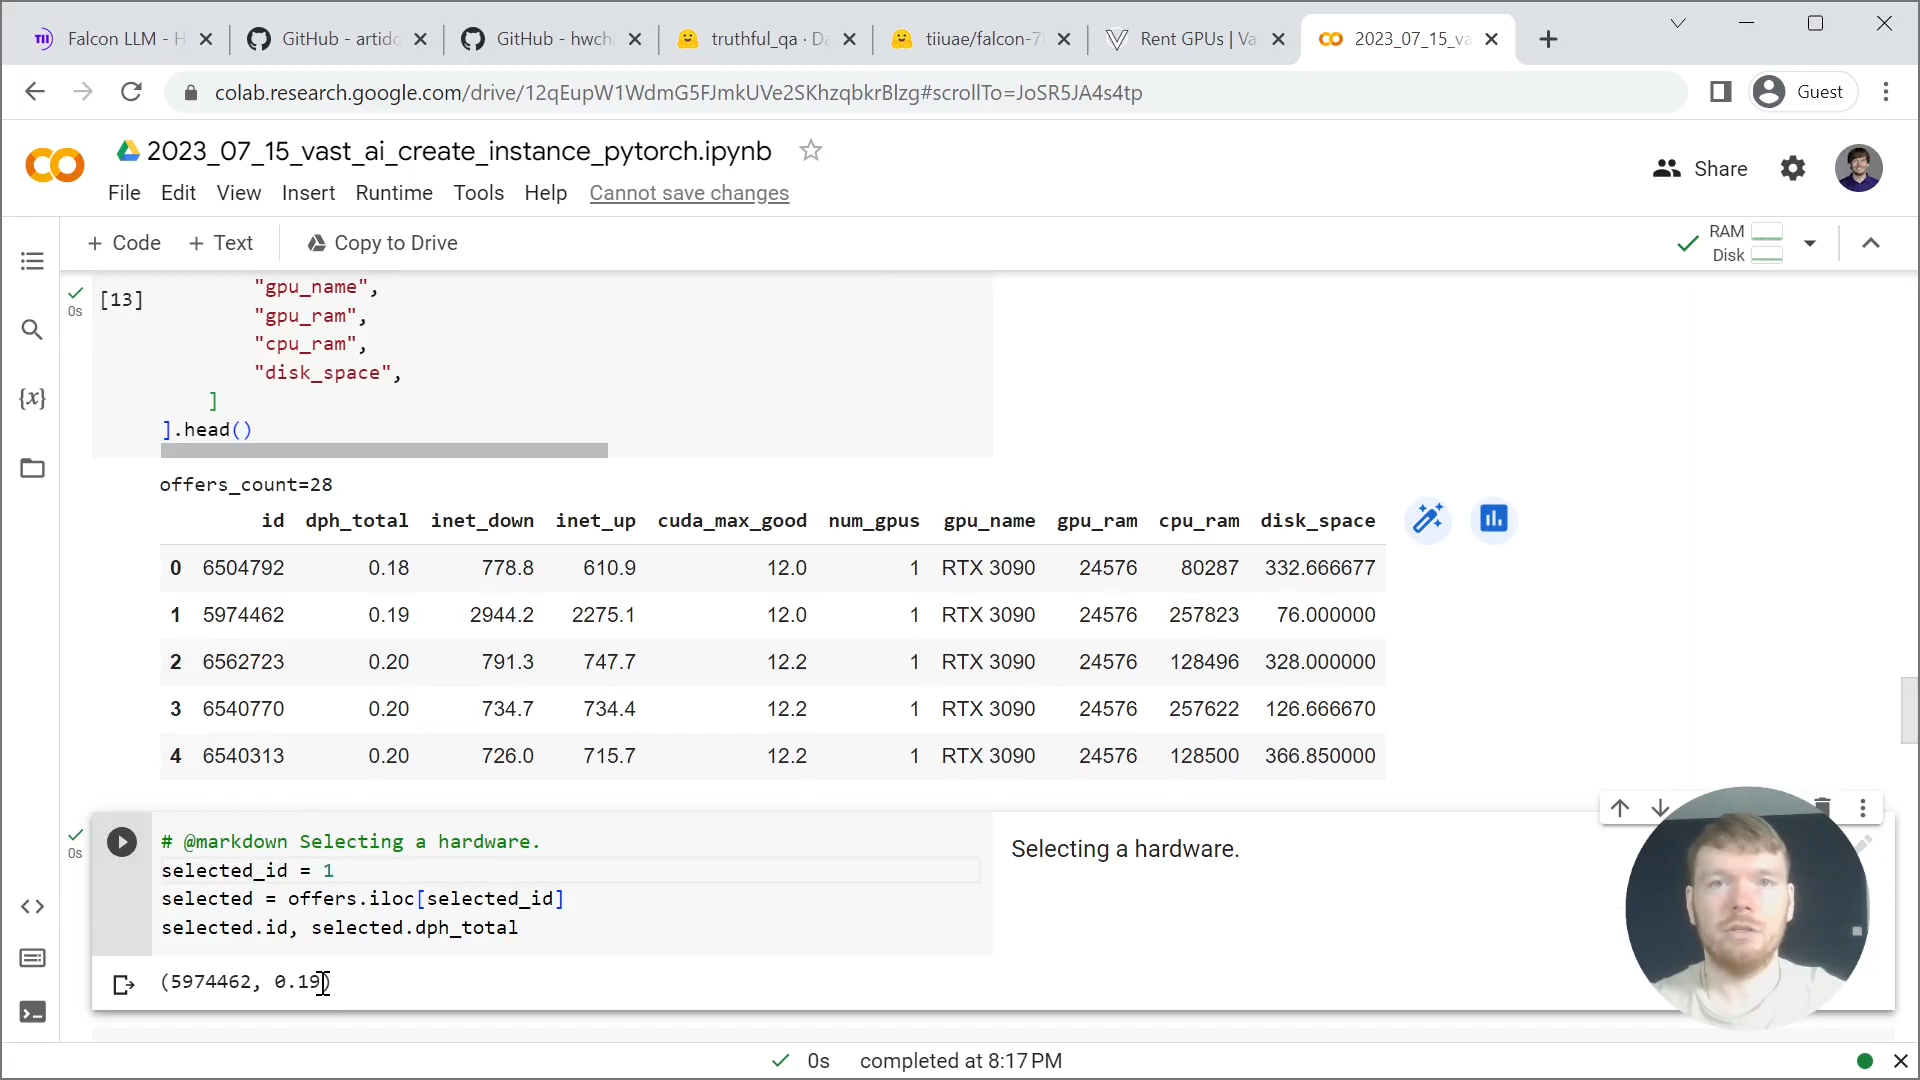 Falcon LLM - H
GitHub - artido
GitHub - hwcha
truthful_qa · Da
tiiuae/falcon-7
Rent GPUs | Va
2023_07_15_va
colab.research.google.com/drive/12qEupW1WdmG5FJmkUVe2SKhzqbkrBlzg#scrollTo=JoSR5JA4s4tp
Guest
2023_07_15_vast_ai_create_instance_pytorch.ipynb
Share
File Edit View Insert Runtime Tools Help Cannot save changes
+ Code + Text Copy to Drive
RAM
Disk
[13]
0s
"gpu_name",
"gpu_ram",
"cpu_ram",
"disk_space",
]
].head()
offers_count=28
id dph_total inet_down inet_up cuda_max_good num_gpus gpu_name gpu_ram cpu_ram disk_space
0 6504792 0.18 778.8 610.9 12.0 1 RTX 3090 24576 80287 332.666677
1 5974462 0.19 2944.2 2275.1 12.0 1 RTX 3090 24576 257823 76.000000
2 6562723 0.20 791.3 747.7 12.2 1 RTX 3090 24576 128496 328.000000
3 6540770 0.20 734.7 734.4 12.2 1 RTX 3090 24576 257622 126.666670
4 6540313 0.20 726.0 715.7 12.2 1 RTX 3090 24576 128500 366.850000
0s
# @markdown Selecting a hardware.
selected_id = 1
selected = offers.iloc[selected_id]
selected.id, selected.dph_total
Selecting a hardware.
(5974462, 0.19)
0s completed at 8:17 PM